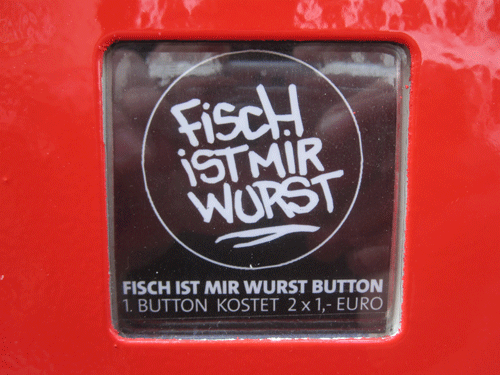 FiSCH
iST MiR
WURST
FISCH IST MIR WURST BUTTON
1. BUTTON KOSTET 2 x 1,- EURO